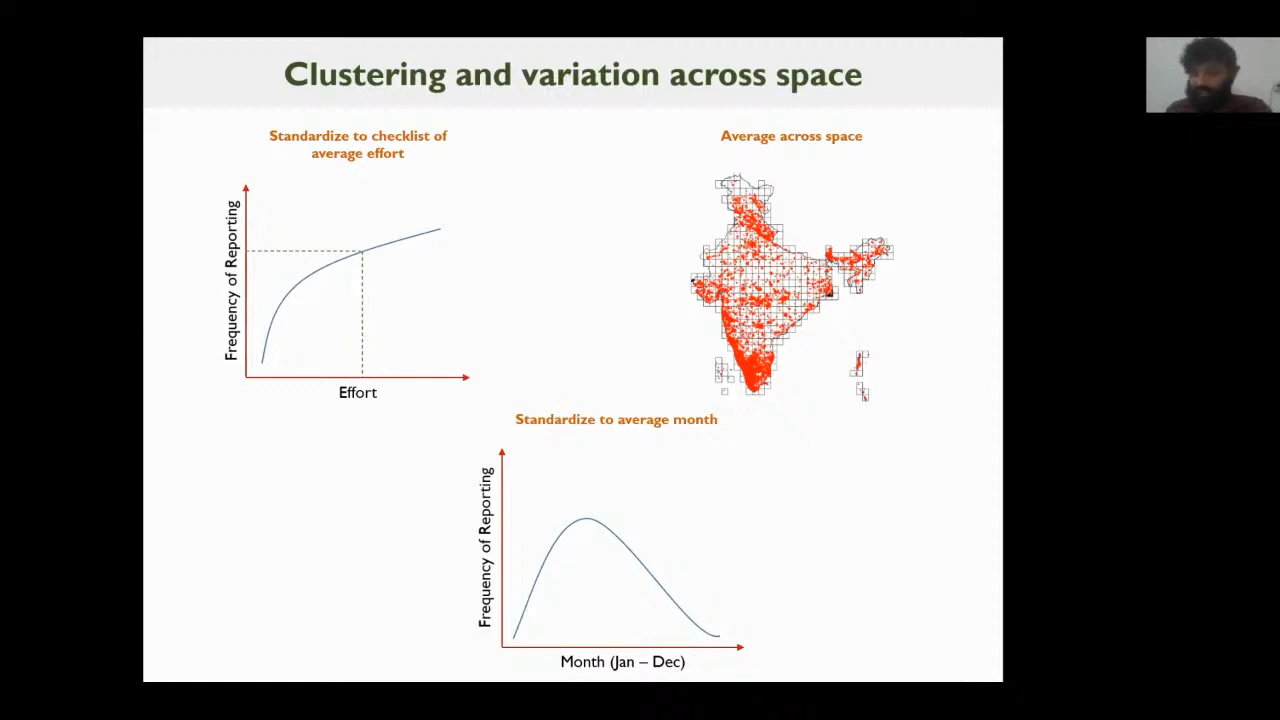 Clustering and variation across space
Standardize to checklist of
average effort
Frequency of Reporting
Effort
Average across space
Standardize to average month
Frequency of Reporting
Month (Jan – Dec)